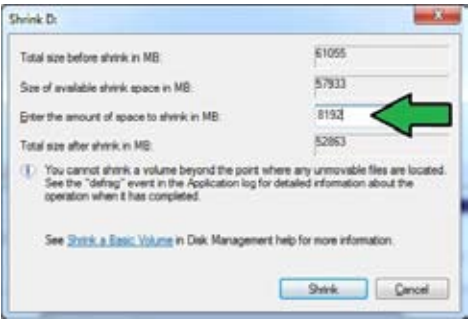 Shrink D:
Total size before shrink in MB: 61055
Size of available shrink space in MB: 57933
Enter the amount of space to shrink in MB: 8192
Total size after shrink in MB: 52863
You cannot shrink a volume beyond the point where any unmovable files are located.
See the "defrag" event in the Application log for detailed information about the
operation when it has completed.
See Shrink a Basic Volume in Disk Management help for more information.
Shrink Cancel